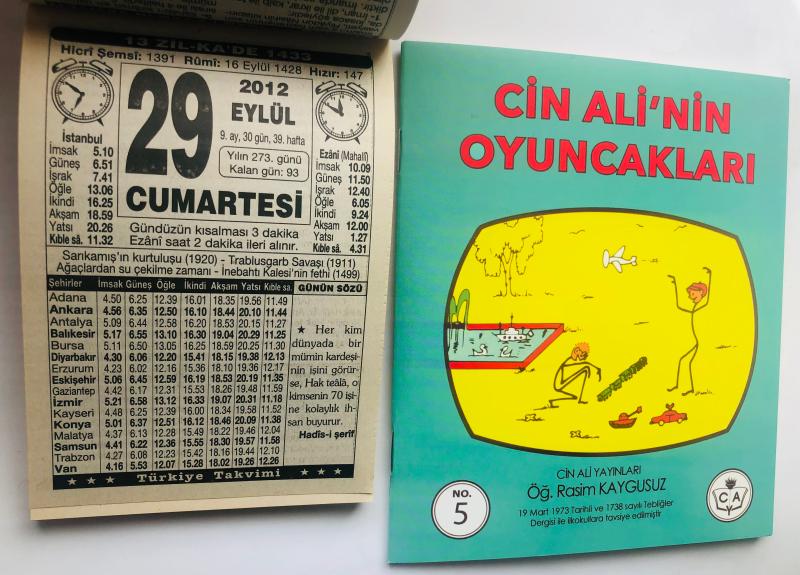 13 ZİL-KA'DE 1433
Hicrî Şemsî: 1391 Rûmî: 16 Eylül 1428 Hızır: 147
29
2012
EYLÜL
9. ay, 30 gün, 39. hafta
Yılın 273. günü
Kalan gün: 93
CUMARTESİ
Gündüzün kısalması 3 dakika
Ezânî saat 2 dakika ileri alınır.
İstanbul
İmsak 5.10
Güneş 6.51
İşrak 7.41
Öğle 13.06
İkindi 16.25
Akşam 18.59
Yatsı 20.26
Kıble sâ. 11.32
Ezânî (Mahallî)
İmsak 10.09
Güneş 11.50
İşrak 12.40
Öğle 6.05
İkindi 9.24
Akşam 12.00
Yatsı 1.27
Kıble sâ. 4.31
Sarıkamış'ın kurtuluşu (1920) - Trablusgarb Savaşı (1911)
Ağaçlardan su çekilme zamanı - İnebahtı Kalesi'nin fethi (1499)
Şehirler İmsak Güneş Öğle İkindi Akşam Yatsı Kıble sa.
Adana 4.50 6.25 12.39 16.01 18.35 19.56 11.49
Ankara 4.56 6.35 12.50 16.10 18.44 20.10 11.44
Antalya 5.09 6.44 12.58 16.20 18.53 20.15 11.27
Balıkesir 5.17 6.55 13.10 16.30 19.04 20.29 11.25
Bursa 5.11 6.50 13.05 16.25 18.59 20.25 11.30
Diyarbakır 4.30 6.06 12.20 15.41 18.15 19.38 12.13
Erzurum 4.23 6.02 12.16 15.36 18.10 19.36 12.17
Eskişehir 5.06 6.45 12.59 16.19 18.53 20.19 11.35
Gaziantep 4.42 6.17 12.31 15.53 18.26 19.48 11.59
İzmir 5.21 6.58 13.12 16.33 19.07 20.31 11.18
Kayseri 4.48 6.25 12.39 16.00 18.34 19.58 11.52
Konya 5.01 6.37 12.51 16.12 18.46 20.09 11.38
Malatya 4.37 6.13 12.28 15.49 18.22 19.46 12.04
Samsun 4.41 6.22 12.36 15.55 18.30 19.57 11.58
Trabzon 4.27 6.08 12.23 15.42 18.16 19.44 12.10
Van 4.16 5.53 12.07 15.28 18.02 19.26 12.26
GÜNÜN SÖZÜ
★ Her kim
dünyada bir
mümin kardeşi-
nin işini görür-
se, Hak teâlâ, o
kimsenin 70 işi-
ne kolaylık ih-
san buyurur.
Hadîs-i şerîf
★ ★ ★ Türkiye Takvimi ★ ★ ★
CİN ALİ'NİN
OYUNCAKLARI
CİN ALİ YAYINLARI
Öğ. Rasim KAYGUSUZ
19 Mart 1973 Tarihli ve 1738 sayılı Tebliğler
Dergisi ile ilkokullara tavsiye edilmiştir
NO.
5
C A